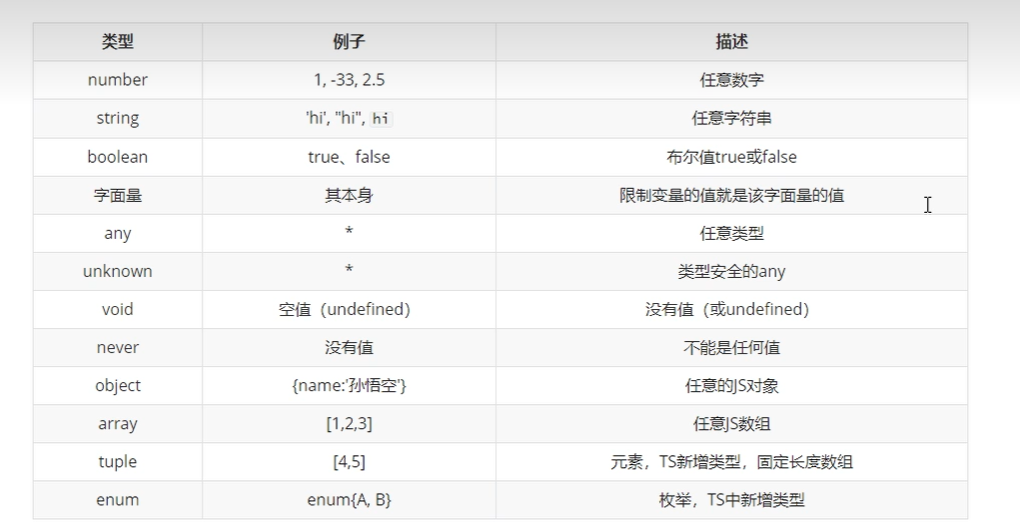 类型 例子 描述
number 1, -33, 2.5 任意数字
string 'hi', "hi", hi 任意字符串
boolean true、false 布尔值true或false
字面量 其本身 限制变量的值就是该字面量的值
any * 任意类型
unknown * 类型安全的any
void 空值（undefined） 没有值（或undefined）
never 没有值 不能是任何值
object {name:'孙悟空'} 任意的JS对象
array [1,2,3] 任意JS数组
tuple [4,5] 元素，TS新增类型，固定长度数组
enum enum{A, B} 枚举，TS中新增类型